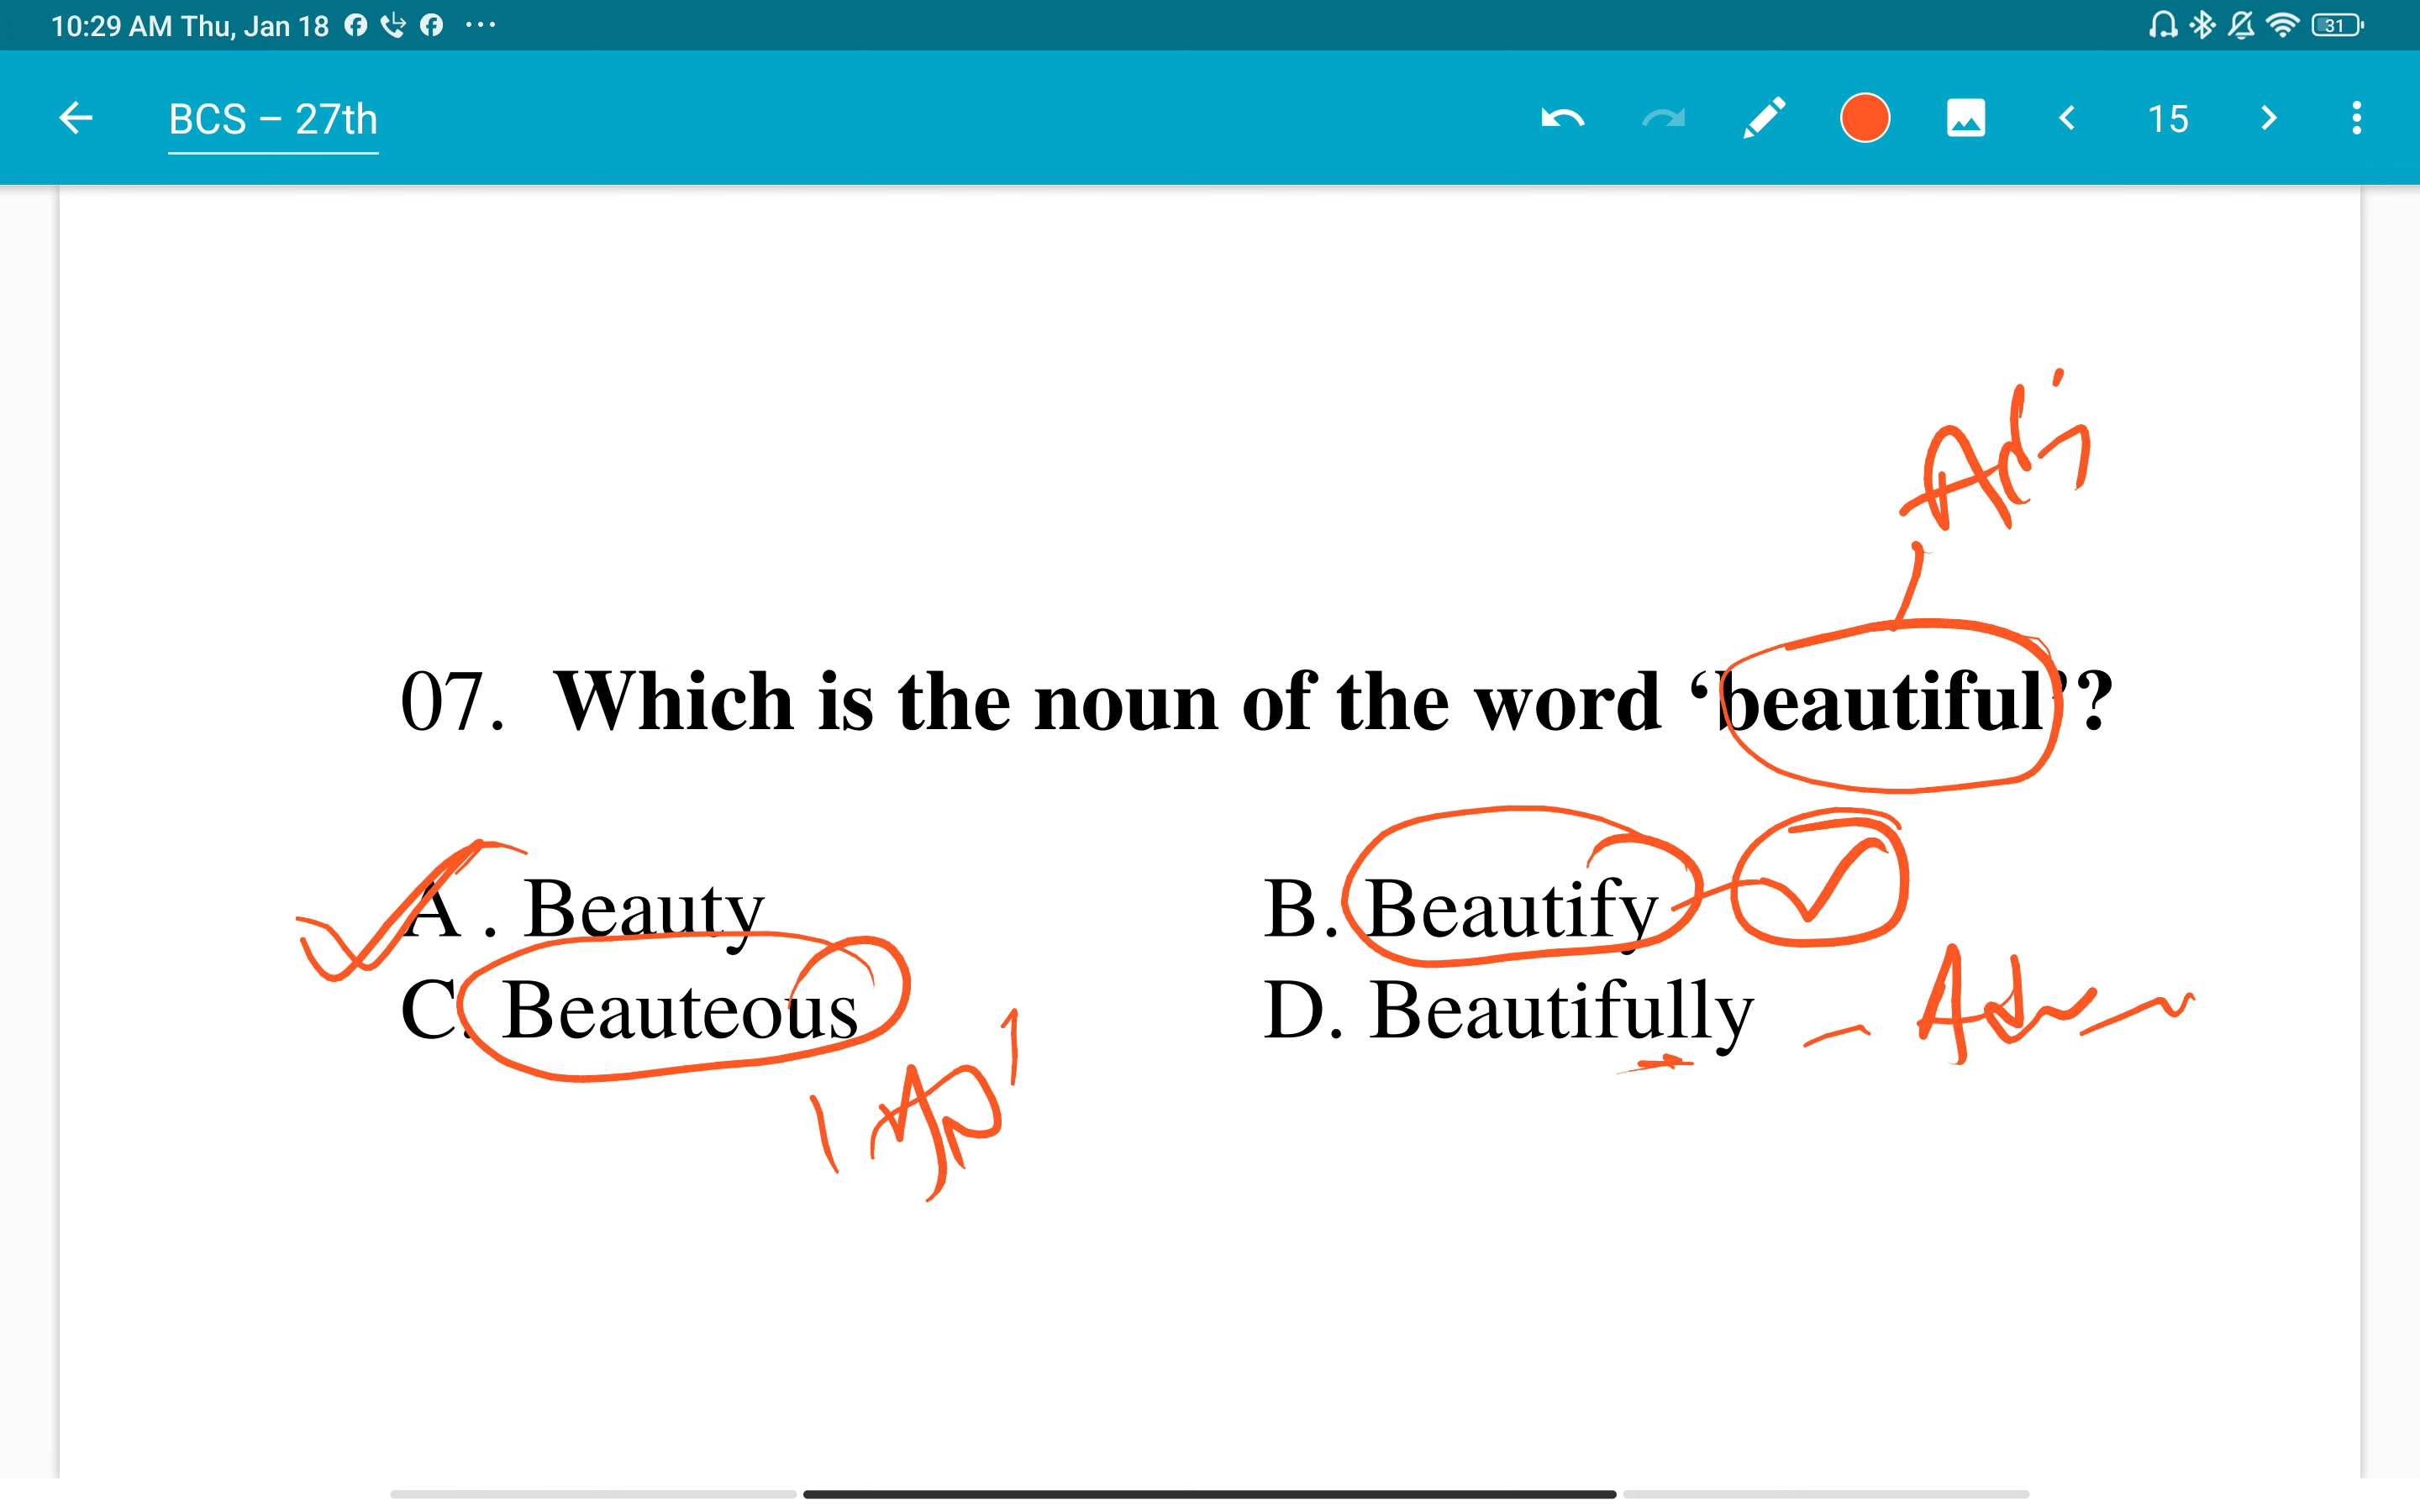 10:29 AM Thu, Jan 18 31
BCS – 27th 15
Adj
07. Which is the noun of the word ‘beautiful’?
A . Beauty B. Beautify
C. Beauteous D. Beautifully